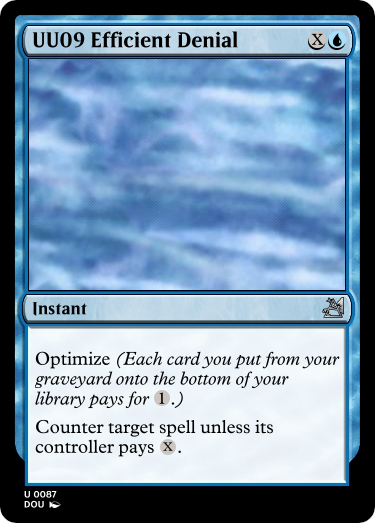 UU09 Efficient Denial X
Instant
Optimize (Each card you put from your
graveyard onto the bottom of your
library pays for 1.)
Counter target spell unless its
controller pays X.
U 0087
DOU